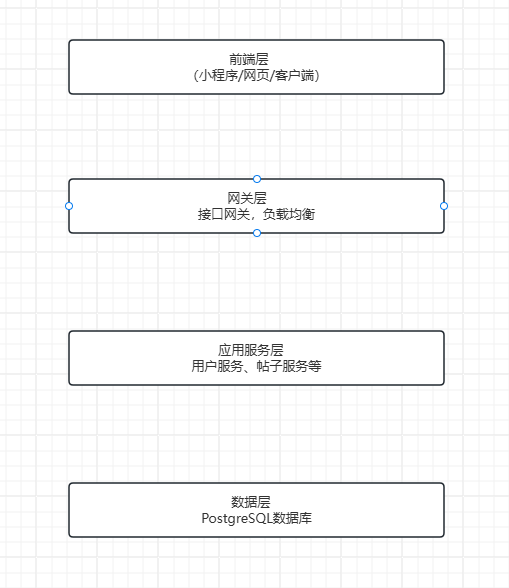 前端层
（小程序/网页/客户端）
网关层
接口网关，负载均衡
应用服务层
用户服务、帖子服务等
数据层
PostgreSQL数据库